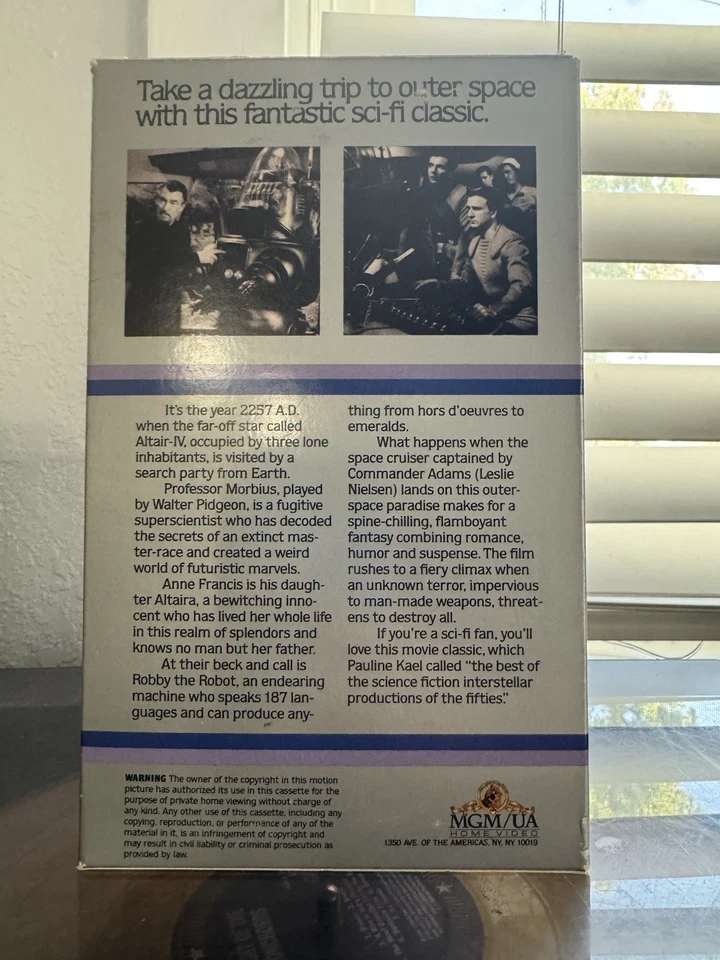 Take a dazzling trip to outer space
with this fantastic sci-fi classic.
It's the year 2257 A.D.
when the far-off star called
Altair-IV, occupied by three lone
inhabitants, is visited by a
search party from Earth.
Professor Morbius, played
by Walter Pidgeon, is a fugitive
superscientist who has decoded
the secrets of an extinct mas-
ter-race and created a weird
world of futuristic marvels.
Anne Francis is his daugh-
ter Altaira, a bewitching inno-
cent who has lived her whole life
in this realm of splendors and
knows no man but her father.
At their beck and call is
Robby the Robot, an endearing
machine who speaks 187 lan-
guages and can produce any-
thing from hors d'oeuvres to
emeralds.
What happens when the
space cruiser captained by
Commander Adams (Leslie
Nielsen) lands on this outer-
space paradise makes for a
spine-chilling, flamboyant
fantasy combining romance,
humor and suspense. The film
rushes to a fiery climax when
an unknown terror, impervious
to man-made weapons, threat-
ens to destroy all.
If you're a sci-fi fan, you'll
love this movie classic, which
Pauline Kael called "the best of
the science fiction interstellar
productions of the fifties."
WARNING The owner of the copyright in this motion
picture has authorized its use in this cassette for the
purpose of private home viewing without charge of
any kind. Any other use of this cassette, including any
copying, reproduction, or performance of any of the
material in it, is an infringement of copyright and
may result in civil liability or criminal prosecution as
provided by law.
MGM/UA
HOME VIDEO
1350 AVE. OF THE AMERICAS, NY, NY 10019